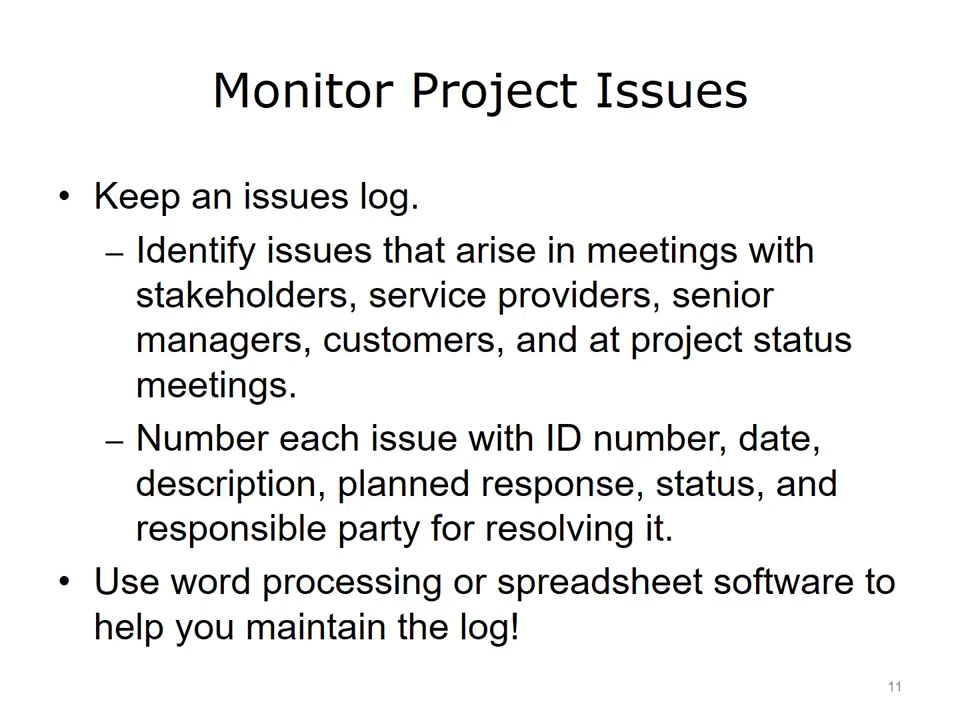 Monitor Project Issues
• Keep an issues log.
– Identify issues that arise in meetings with
stakeholders, service providers, senior
managers, customers, and at project status
meetings.
– Number each issue with ID number, date,
description, planned response, status, and
responsible party for resolving it.
• Use word processing or spreadsheet software to
help you maintain the log!
11